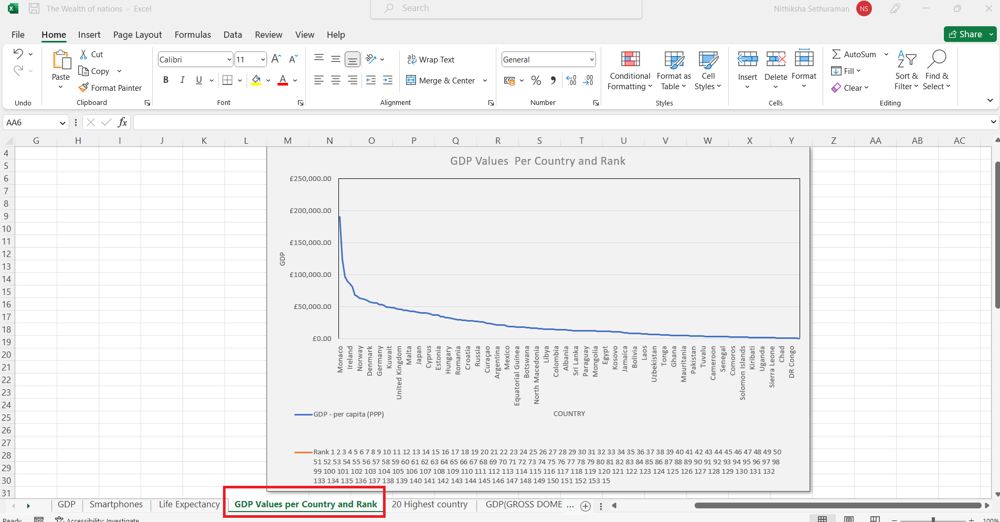 The Wealth of nations - Excel
Search
Nithiksha Sethuraman
NS
File Home Insert Page Layout Formulas Data Review View Help
Share
Cut
Copy
Format Painter
Paste
Undo
Clipboard
Calibri
11
B I U
A
Font
Wrap Text
Merge & Center
Alignment
General
Number
Conditional Formatting
Format as Table
Cell Styles
Styles
Insert
Delete
Format
Cells
AutoSum
Fill
Clear
Sort & Filter
Find & Select
Editing
AA6
fx
G H I J K L M N O P Q R S T U V W X Y Z AA AB AC
4
5
6
7
8
9
10
11
12
13
14
15
16
17
18
19
20
21
22
23
24
25
26
27
28
29
30
31
GDP Values  Per Country and Rank
£250,000.00
£200,000.00
£150,000.00
£100,000.00
£50,000.00
£0.00
GDP
Monaco
Ireland
Norway
Denmark
Germany
Kuwait
United Kingdom
Malta
Japan
Cyprus
Estonia
Hungary
Romania
Croatia
Russia
Curaçao
Argentina
Mexico
Equatorial Guinea
Botswana
North Macedonia
Libya
Colombia
Albania
Sri Lanka
Paraguay
Mongolia
Egypt
Kosovo
Jamaica
Bolivia
Laos
Uzbekistan
Tonga
Ghana
Mauritania
Pakistan
Tuvalu
Cameroon
Senegal
Comoros
Solomon Islands
Kiribati
Uganda
Sierra Leone
Chad
DR Congo
GDP - per capita (PPP)
COUNTRY
Rank 1 2 3 4 5 6 7 8 9 10 11 12 13 14 15 16 17 18 19 20 21 22 23 24 25 26 27 28 29 30 31 32 33 34 35 36 37 38 39 40 41 42 43 44 45 46 47 48 49 50
51 52 53 54 55 56 57 58 59 60 61 62 63 64 65 66 67 68 69 70 71 72 73 74 75 76 77 78 79 80 81 82 83 84 85 86 87 88 89 90 91 92 93 94 95 96 97 98
99 100 101 102 103 104 105 106 107 108 109 110 111 112 113 114 115 116 117 118 119 120 121 122 123 124 125 126 127 128 129 130 131 132
133 134 135 136 137 138 139 140 141 142 143 144 145 146 147 148 149 150 151 152 153 15
GDP Smartphones Life Expectancy GDP Values per Country and Rank 20 Highest country GDP(GROSS DOME ...
Ready
Accessibility: Investigate
100%